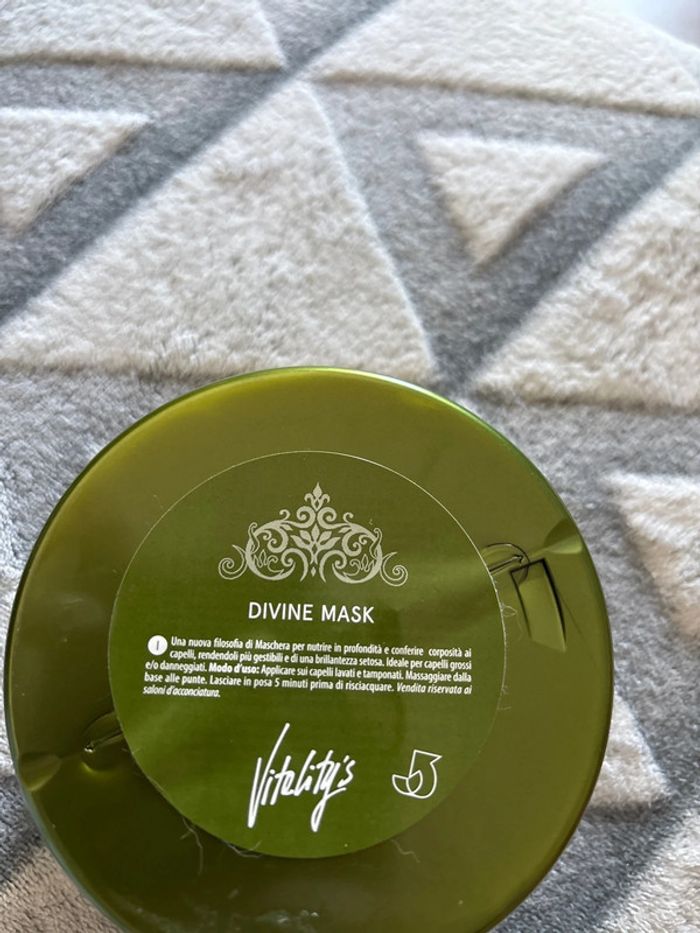 DIVINE MASK
I Una nuova filosofia di Maschera per nutrire in profondità e conferire corposità ai
capelli, rendendoli più gestibili e di una brillantezza setosa. Ideale per capelli grossi
e/o danneggiati. Modo d'uso: Applicare sui capelli lavati e tamponati. Massaggiare dalla
base alle punte. Lasciare in posa 5 minuti prima di risciacquare. Vendita riservata ai
saloni d'acconciatura.
Vitality's